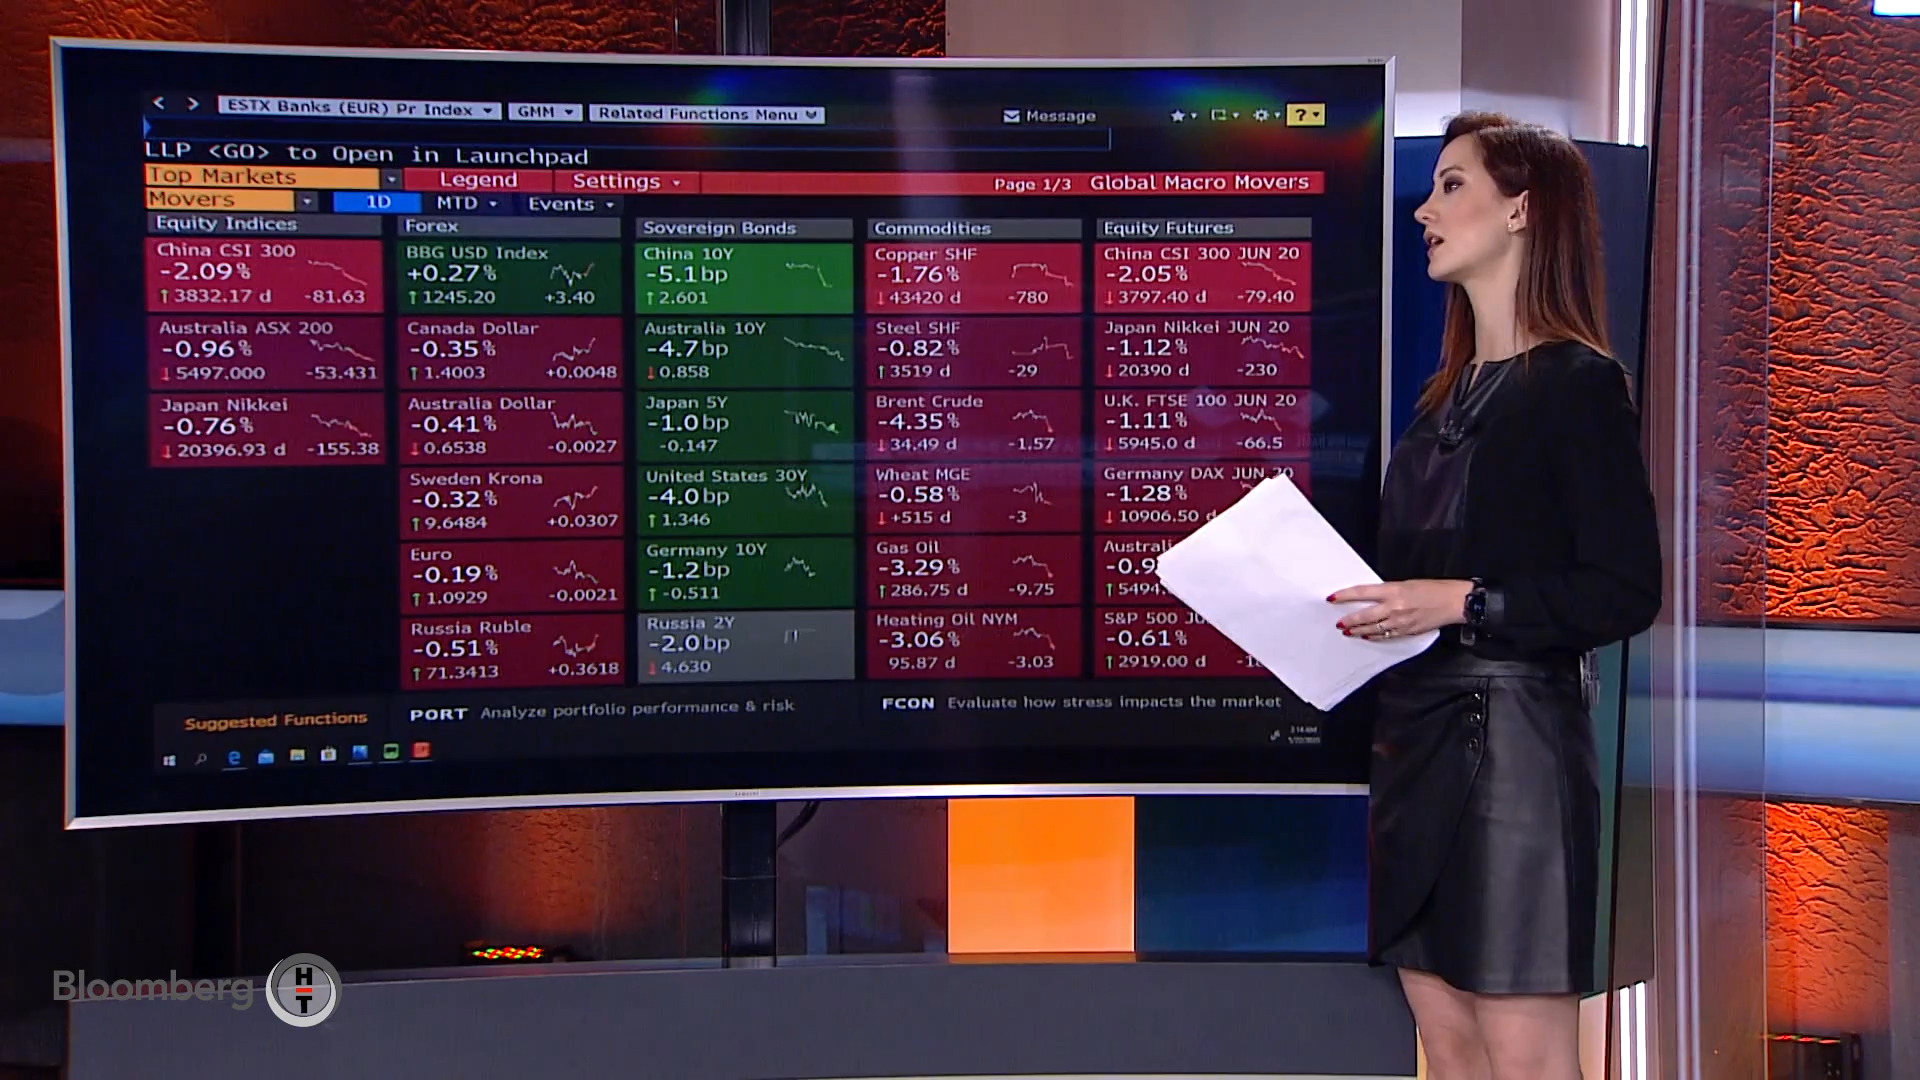 ESTX Banks (EUR) Pr Index GMM Related Functions Menu Message ?
LLP <GO> to Open in Launchpad
Top Markets Legend Settings Page 1/3 Global Macro Movers
Movers 1D MTD Events
Equity Indices
China CSI 300
-2.09%
↑3832.17 d -81.63
Australia ASX 200
-0.96%
↓5497.000 -53.431
Japan Nikkei
-0.76%
↓20396.93 d -155.38
Forex
BBG USD Index
+0.27%
↑1245.20 +3.40
Canada Dollar
-0.35%
↑1.4003 +0.0048
Australia Dollar
-0.41%
↓0.6538 -0.0027
Sweden Krona
-0.32%
↑9.6484 +0.0307
Euro
-0.19%
↑1.0929 -0.0021
Russia Ruble
-0.51%
↑71.3413 +0.3618
Sovereign Bonds
China 10Y
-5.1bp
↑2.601
Australia 10Y
-4.7bp
↓0.858
Japan 5Y
-1.0bp
-0.147
United States 30Y
-4.0bp
↑1.346
Germany 10Y
-1.2bp
↑-0.511
Russia 2Y
-2.0bp
↓4.630
Commodities
Copper SHF
-1.76%
↓43420 d -780
Steel SHF
-0.82%
↑3519 d -29
Brent Crude
-4.35%
↓34.49 d -1.57
Wheat MGE
-0.58%
↓+515 d -3
Gas Oil
-3.29%
↑286.75 d -9.75
Heating Oil NYM
-3.06%
95.87 d -3.03
Equity Futures
China CSI 300 JUN 20
-2.05%
↓3797.40 d -79.40
Japan Nikkei JUN 20
-1.12%
↓20390 d -230
U.K. FTSE 100 JUN 20
-1.11%
↓5945.0 d -66.5
Germany DAX JUN 20
-1.28%
↓10906.50 d
Australi
-0.9
↑5494.
S&P 500 JU
-0.61%
↑2919.00 d -1
Suggested Functions PORT Analyze portfolio performance & risk FCON Evaluate how stress impacts the market
Bloomberg HT